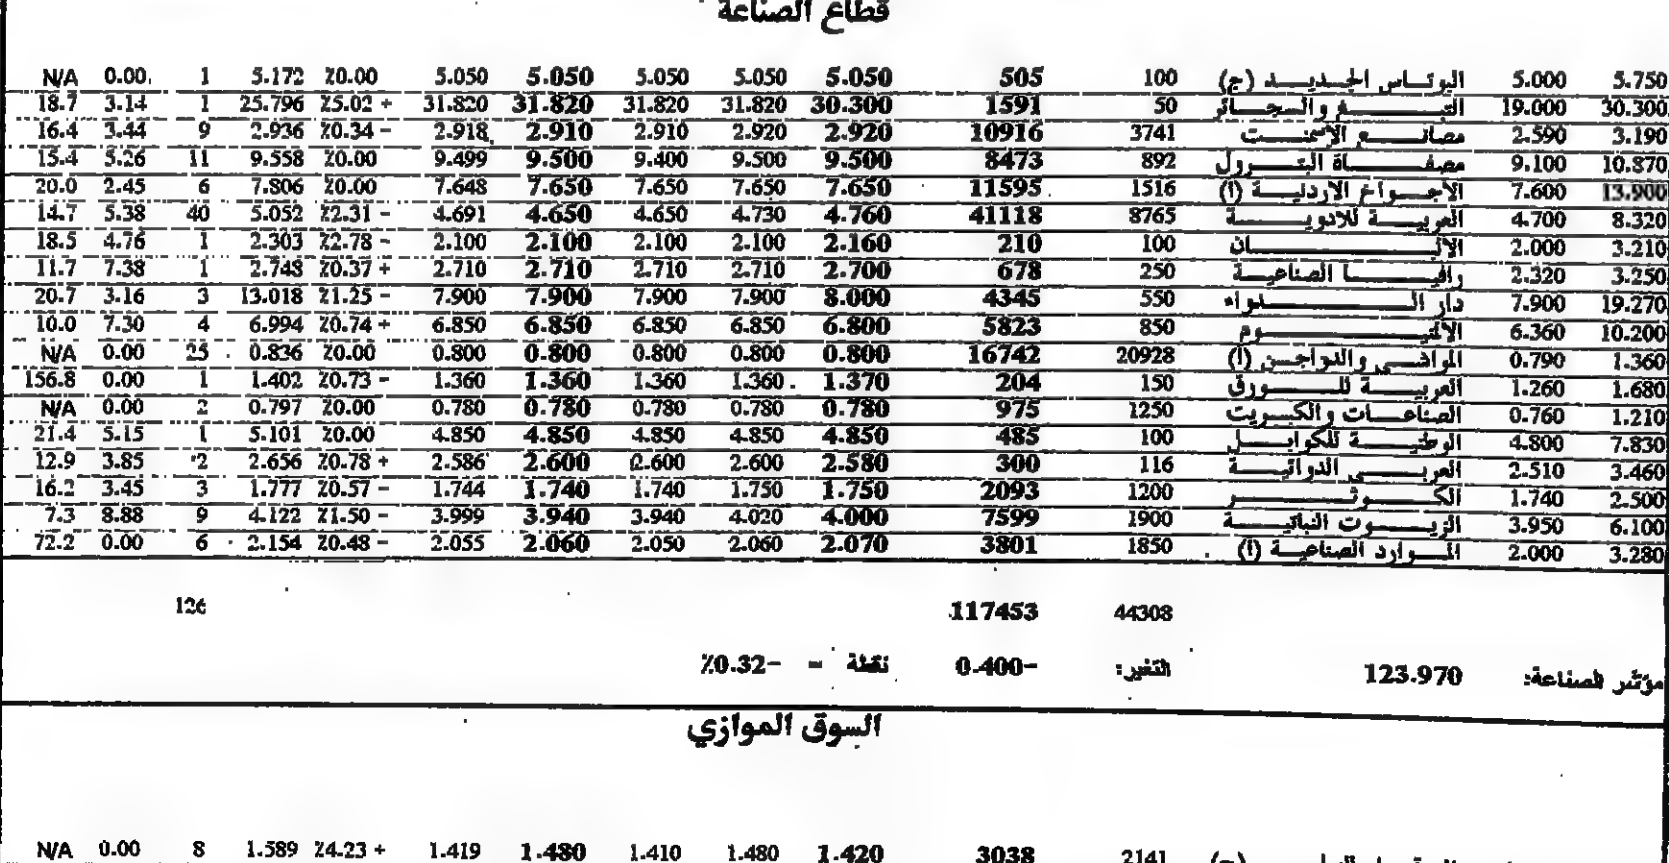 قطاع الصناعة
5.750 5.000 البوتاس الجديد (ج) 100 505 5.050 5.050 5.050 5.050 5.050 ٪0.00 5.172 1 0.00 N/A
30.300 19.000 التبغ والسجائر 50 1591 30.300 31.820 31.820 31.820 31.820 + ٪5.02 25.796 1 3.14 18.7
3.190 2.590 مصانع الاسمنت 3741 10916 2.920 2.920 2.910 2.910 2.918 - ٪0.34 2.936 9 3.44 16.4
10.870 9.100 مصفاة البترول 892 8473 9.500 9.500 9.400 9.500 9.499 ٪0.00 9.558 11 5.26 15.4
13.900 7.600 الأجواخ الاردنية (أ) 1516 11595 7.650 7.650 7.650 7.650 7.648 ٪0.00 7.806 6 2.45 20.0
8.320 4.700 العربية للادوية 8765 41118 4.760 4.730 4.650 4.650 4.691 - ٪2.31 5.052 40 5.38 14.7
3.210 2.000 الالبان 100 210 2.160 2.100 2.100 2.100 2.100 - ٪2.78 2.303 1 4.76 18.5
3.250 2.320 رافيا الصناعية 250 678 2.700 2.710 2.710 2.710 2.710 + ٪0.37 2.743 1 7.38 11.7
19.270 7.900 دار الدواء 550 4345 8.000 7.900 7.900 7.900 7.900 - ٪1.25 13.018 3 3.16 20.7
10.200 6.360 الألمنيوم 850 5823 6.800 6.850 6.850 6.850 6.850 + ٪0.74 6.994 4 7.30 10.0
1.360 0.790 المواشي والدواجن (أ) 20928 16742 0.800 0.800 0.800 0.800 0.800 ٪0.00 0.836 25 0.00 N/A
1.680 1.260 العربية للورق 150 204 1.370 1.360 1.360 1.360 1.360 - ٪0.73 1.402 1 0.00 156.8
1.210 0.760 الصناعات والكبريت 1250 975 0.780 0.780 0.780 0.780 0.780 ٪0.00 0.797 2 0.00 N/A
7.830 4.800 الوطنية للكوابل 100 485 4.850 4.850 4.850 4.850 4.850 ٪0.00 5.101 1 5.15 21.4
3.460 2.510 العربي الدوائية 116 300 2.580 2.600 2.600 2.600 2.586 + ٪0.78 2.656 2 3.85 12.9
2.500 1.740 الكوثر 1200 2093 1.750 1.750 1.740 1.740 1.744 - ٪0.57 1.777 3 3.45 16.2
6.100 3.950 الزيوت النباتية 1900 7599 4.000 4.020 3.940 3.940 3.999 - ٪1.50 4.122 9 8.88 7.3
3.280 2.000 الموارد الصناعية (أ) 1850 3801 2.070 2.060 2.050 2.060 2.055 - ٪0.48 2.154 6 0.00 72.2
44308 117453 126
مؤشر الصناعة: 123.970 التغير: -0.400 نقطة = -0.32٪
السوق الموازي
2141 3038 1.420 1.480 1.410 1.480 1.419 + ٪4.23 1.589 8 0.00 N/A